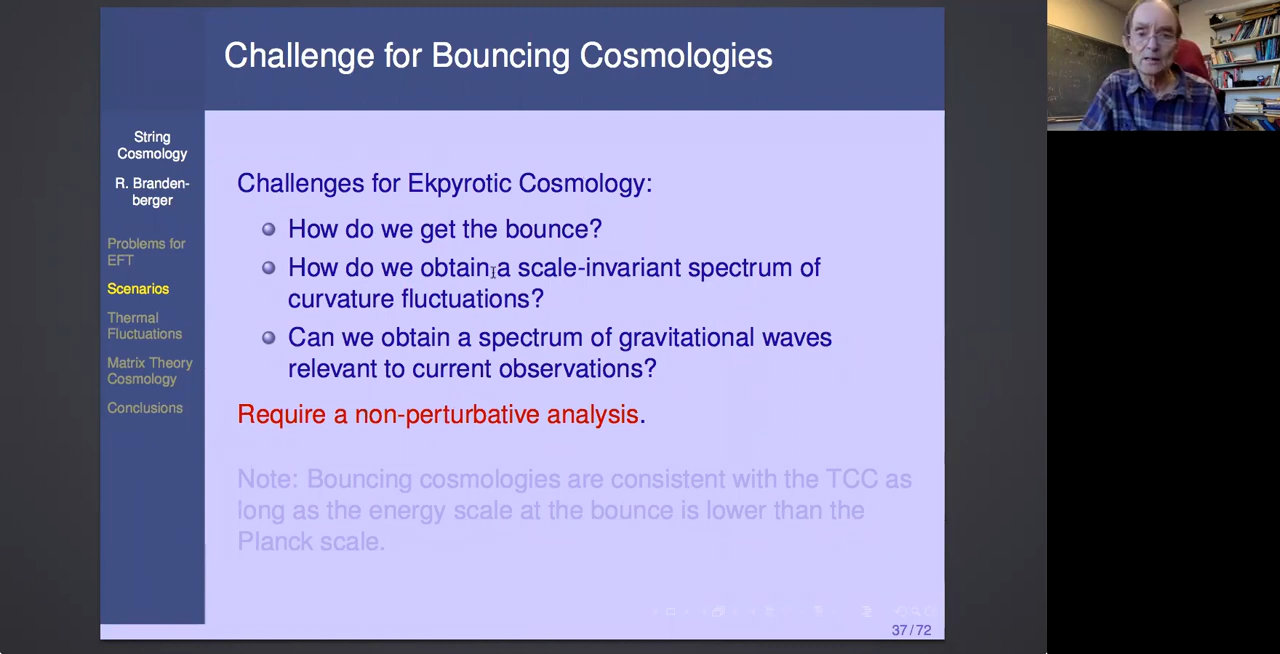 Challenge for Bouncing Cosmologies
String
Cosmology
R. Branden-
berger
Problems for
EFT
Scenarios
Thermal
Fluctuations
Matrix Theory
Cosmology
Conclusions
Challenges for Ekpyrotic Cosmology:
How do we get the bounce?
How do we obtain a scale-invariant spectrum of
curvature fluctuations?
Can we obtain a spectrum of gravitational waves
relevant to current observations?
Require a non-perturbative analysis.
Note: Bouncing cosmologies are consistent with the TCC as
long as the energy scale at the bounce is lower than the
Planck scale.
37/72